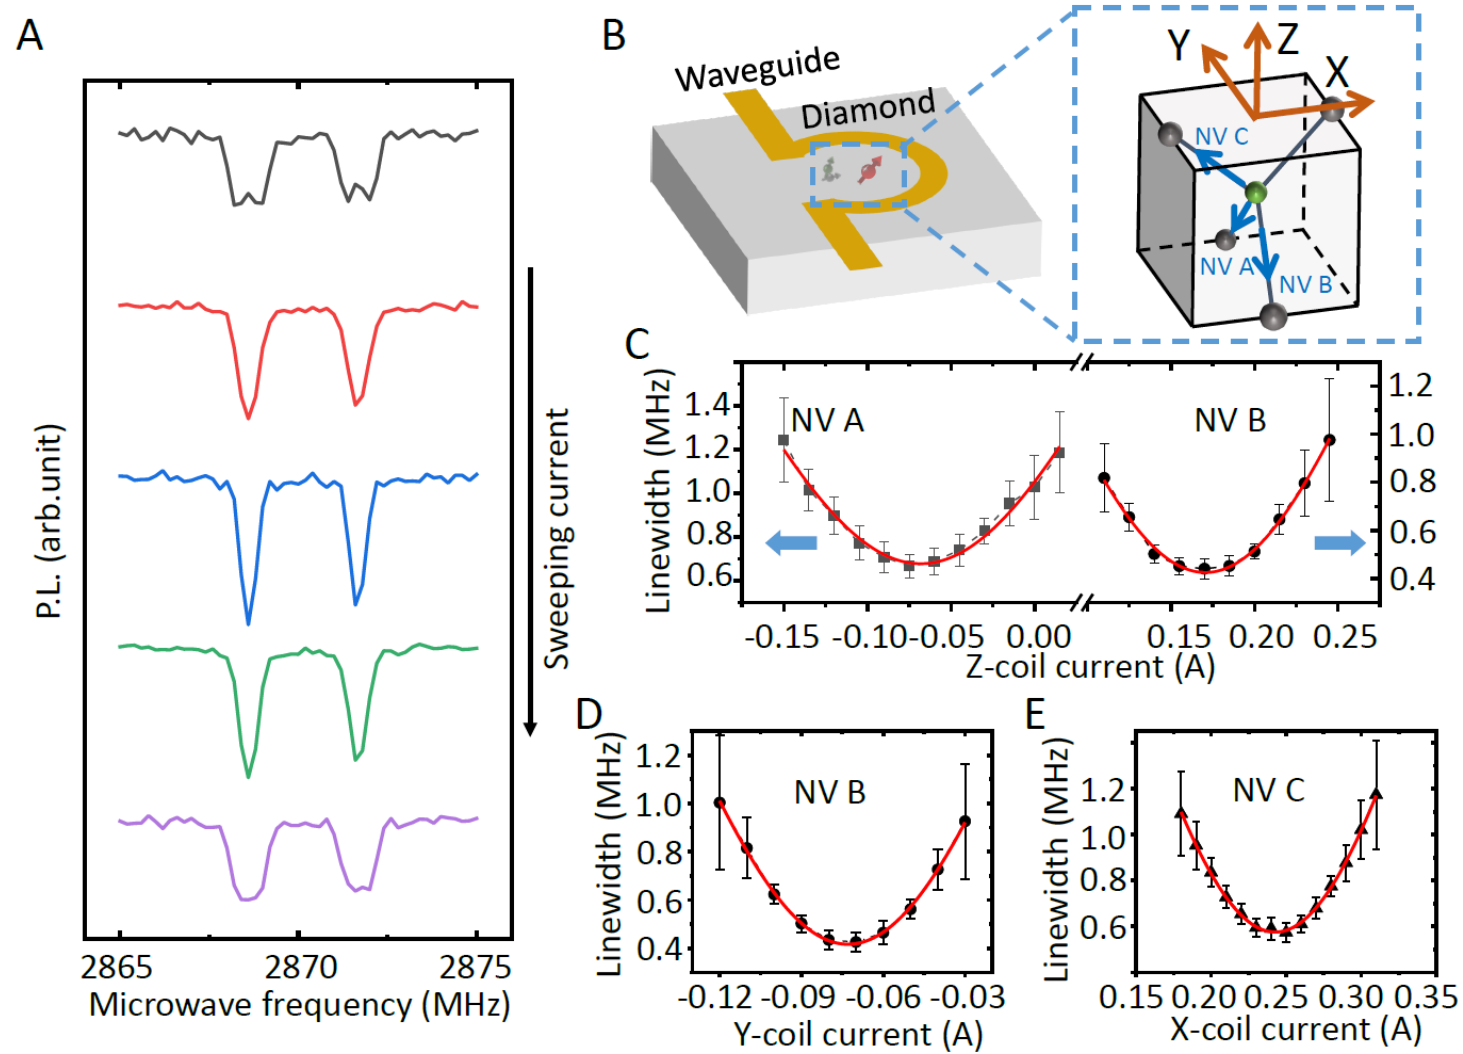 A
P.L. (arb.unit)
2865 2870 2875
Microwave frequency (MHz)
Sweeping current
B
Waveguide
Diamond
Y
Z
X
NV C
NV A
NV B
C
Linewidth (MHz)
1.4
1.2
1.0
0.8
0.6
NV A
NV B
1.2
1.0
0.8
0.6
0.4
-0.15 -0.10 -0.05 0.00 0.15 0.20 0.25
Z-coil current (A)
D
Linewidth (MHz)
1.2
1.0
0.8
0.6
0.4
NV B
-0.12 -0.09 -0.06 -0.03
Y-coil current (A)
E
Linewidth (MHz)
1.2
1.0
0.8
0.6
NV C
0.15 0.20 0.25 0.30 0.35
X-coil current (A)